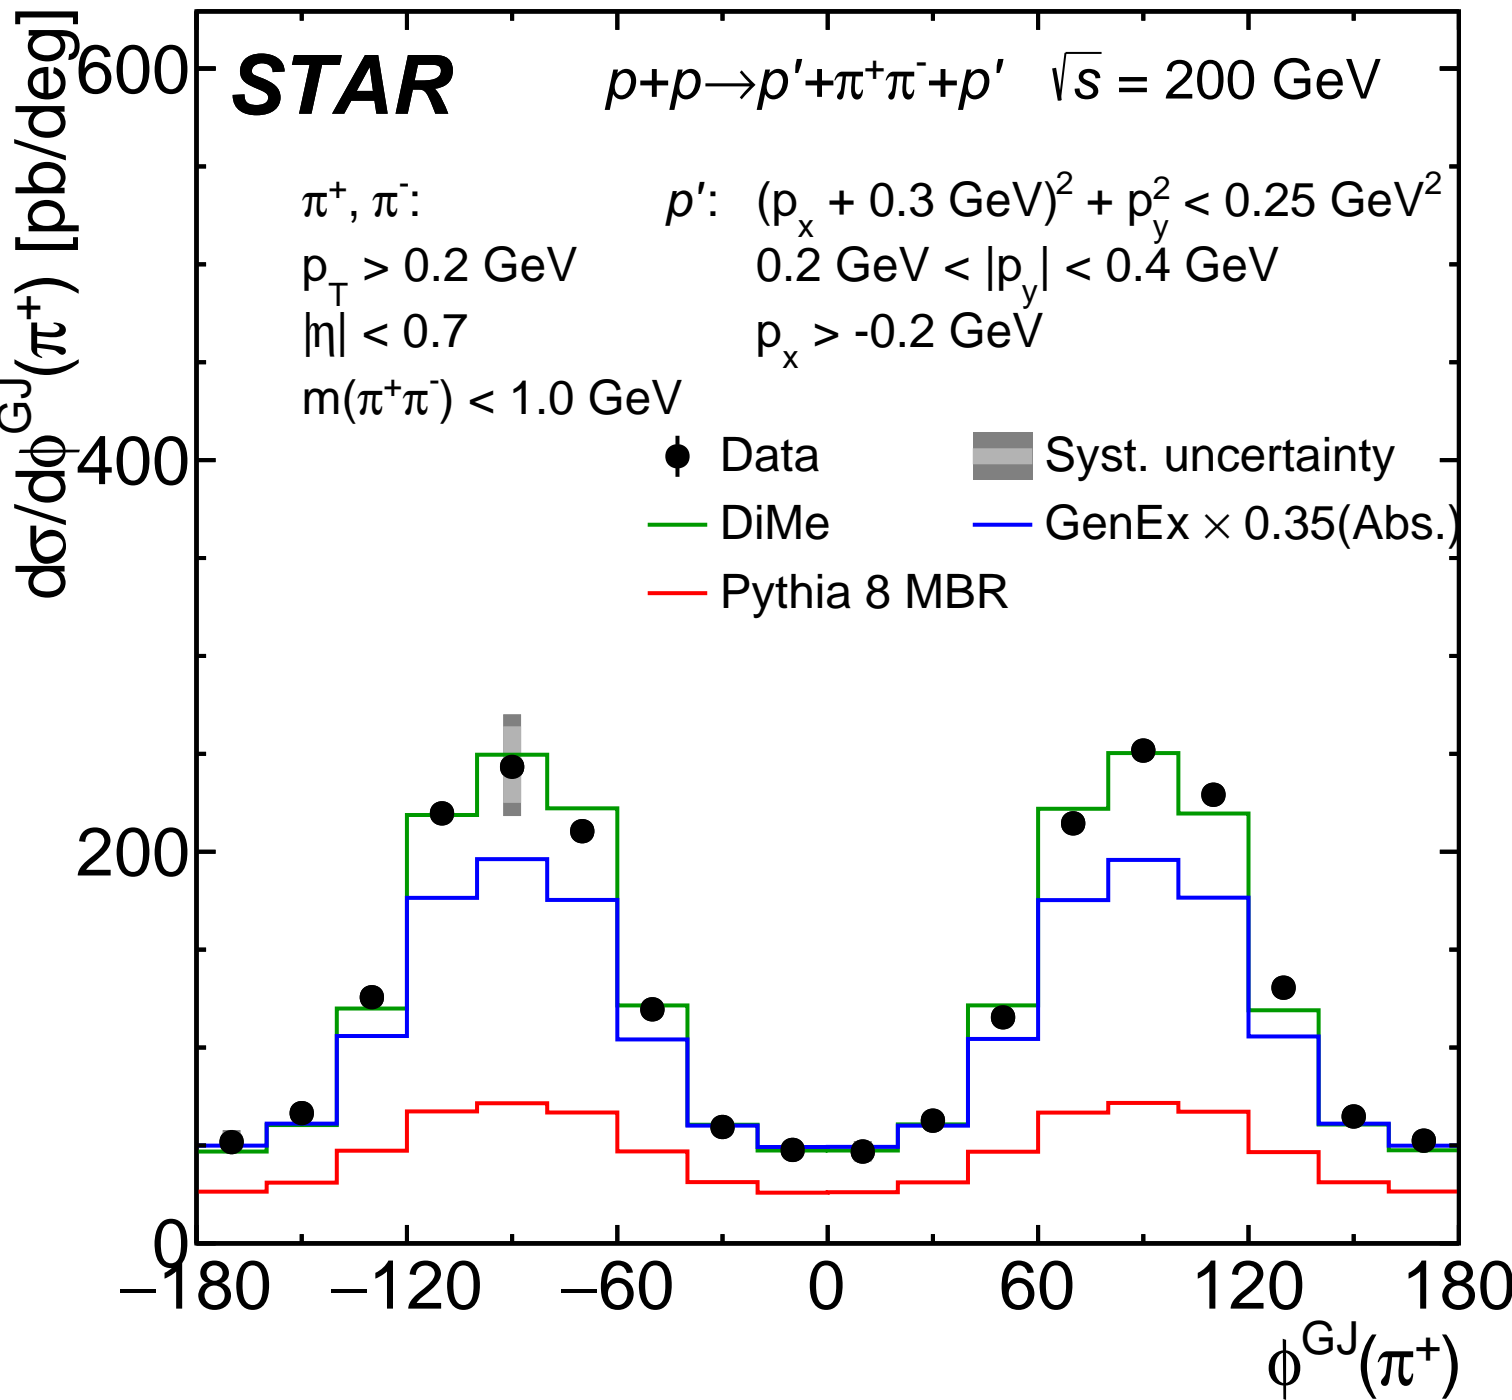 dσ/dϕ^GJ(π⁺) [pb/deg]
STAR p+p→p′+π⁺π⁻+p′ √s = 200 GeV
π⁺, π⁻: p′: (p_x + 0.3 GeV)² + p_y² < 0.25 GeV²
p_T > 0.2 GeV 0.2 GeV < |p_y| < 0.4 GeV
|η| < 0.7 p_x > -0.2 GeV
m(π⁺π⁻) < 1.0 GeV
Data Syst. uncertainty
DiMe GenEx × 0.35(Abs.)
Pythia 8 MBR
600
400
200
0
−180 −120 −60 0 60 120 180
ϕ^GJ(π⁺)